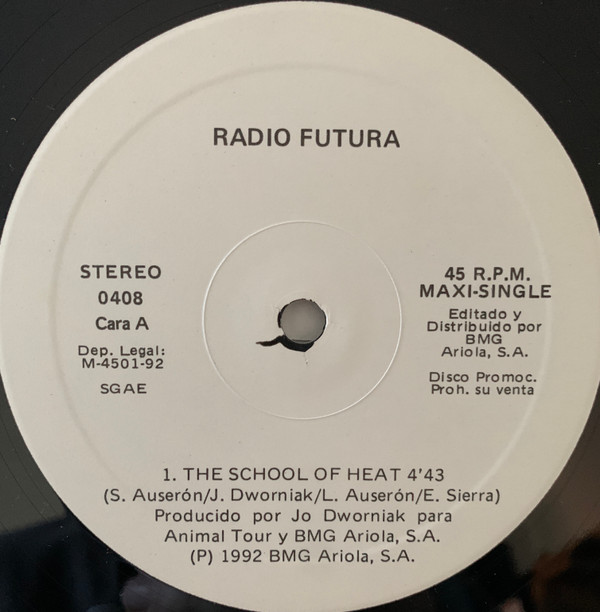 RADIO FUTURA
STEREO
0408
Cara A
Dep. Legal:
M-4501-92
SGAE
45 R.P.M.
MAXI-SINGLE
Editado y
Distribuido por
BMG
Ariola, S.A.
Disco Promoc.
Proh. su venta
1. THE SCHOOL OF HEAT 4'43
(S. Auserón/J. Dworniak/L. Auserón/E. Sierra)
Producido por Jo Dworniak para
Animal Tour y BMG Ariola, S.A.
(P) 1992 BMG Ariola, S.A.